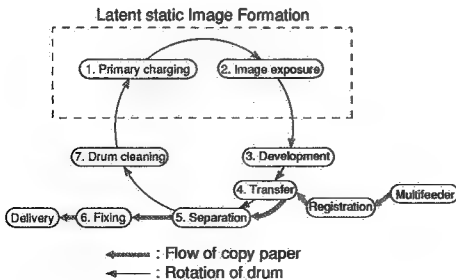 Latent static Image Formation
1. Primary charging
2. Image exposure
7. Drum cleaning
3. Development
4. Transfer
Multifeeder
Registration
Delivery
6. Fixing
5. Separation
: Flow of copy paper
: Rotation of drum